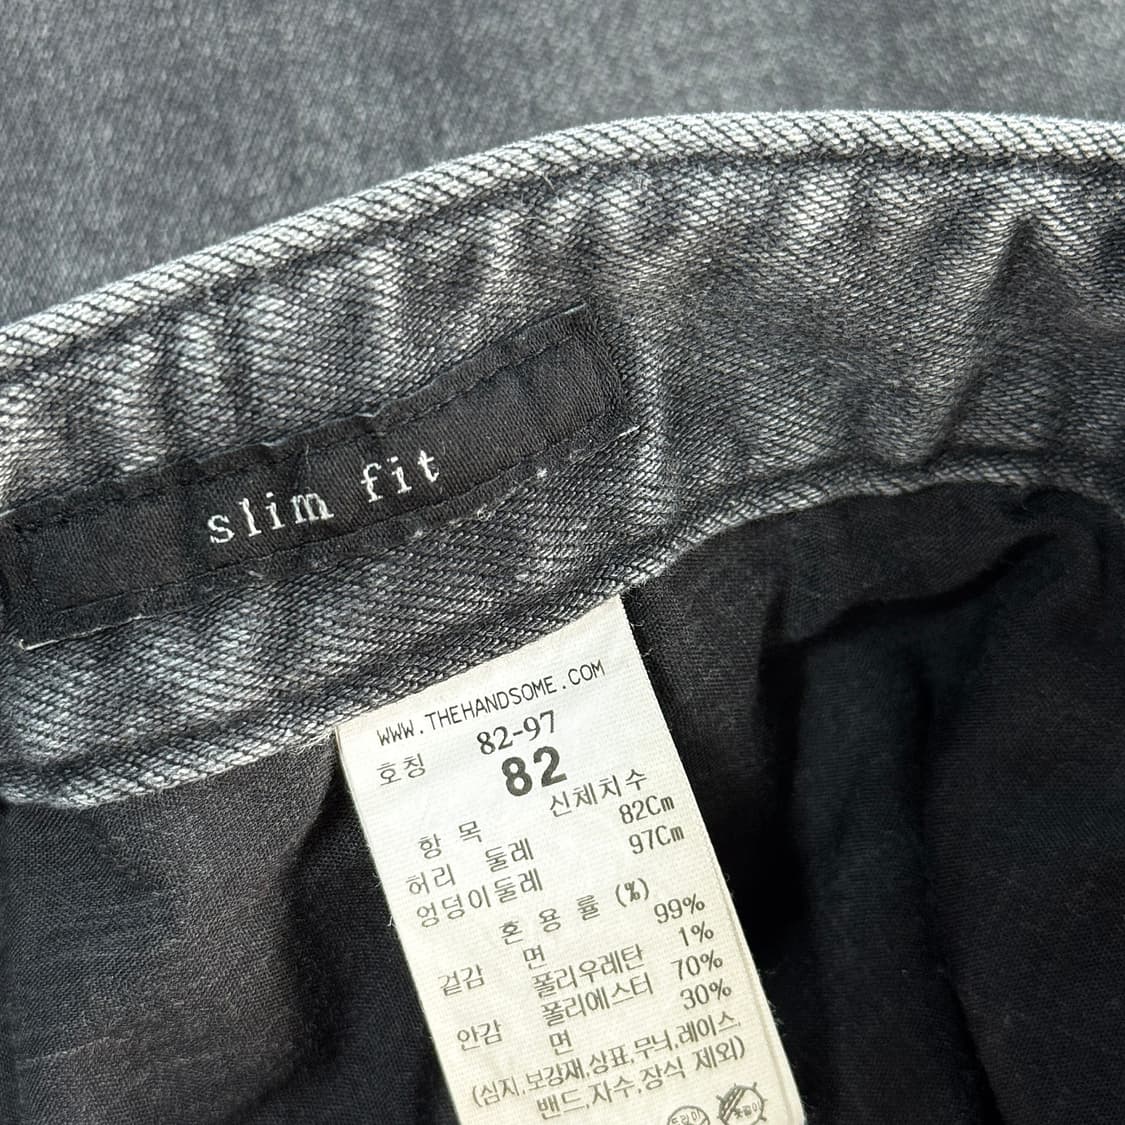 slim fit
WWW.THEHANDSOME.COM
호칭 82-97
82
항 목 신체치수
허리 둘레 82Cm
엉덩이둘레 97Cm
혼 용 률 (%)
겉감 면 99%
폴리우레탄 1%
안감 폴리에스터 70%
면 30%
(심지,보강재,상표,무늬,레이스,
밴드,자수,장식 제외)